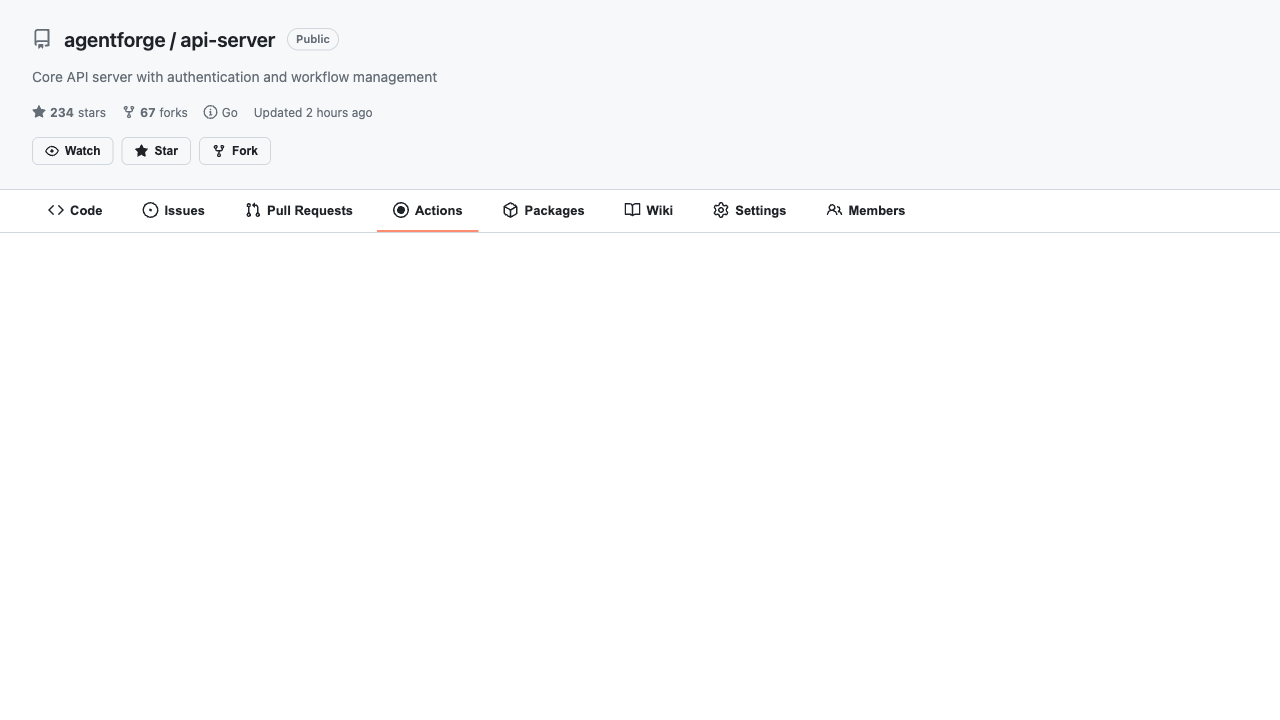 agentforge / api-server Public
Core API server with authentication and workflow management
234 stars 67 forks Go Updated 2 hours ago
Watch Star Fork
Code Issues Pull Requests Actions Packages Wiki Settings Members